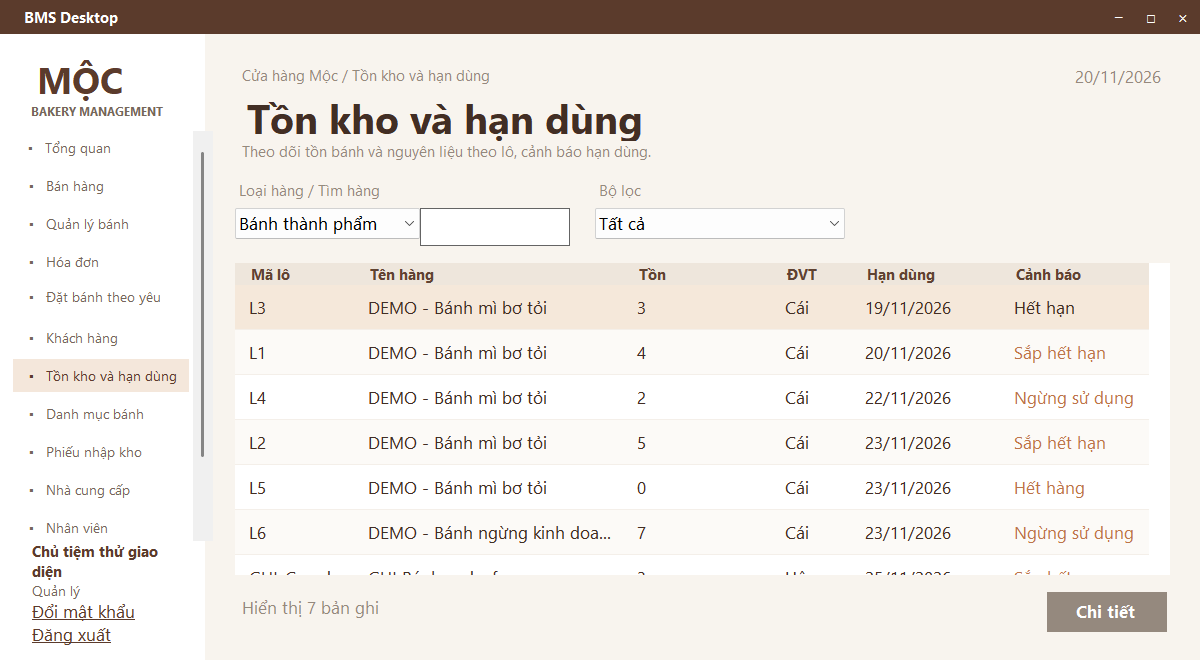 BMS Desktop
MỘC
BAKERY MANAGEMENT
Tổng quan
Bán hàng
Quản lý bánh
Hóa đơn
Đặt bánh theo yêu
Khách hàng
Tồn kho và hạn dùng
Danh mục bánh
Phiếu nhập kho
Nhà cung cấp
Nhân viên
Chủ tiệm thử giao
diện
Quản lý
Đổi mật khẩu
Đăng xuất
Cửa hàng Mộc / Tồn kho và hạn dùng 20/11/2026
Tồn kho và hạn dùng
Theo dõi tồn bánh và nguyên liệu theo lô, cảnh báo hạn dùng.
Loại hàng / Tìm hàng Bộ lọc
Bánh thành phẩm Tất cả
Mã lô Tên hàng Tồn ĐVT Hạn dùng Cảnh báo
L3 DEMO - Bánh mì bơ tỏi 3 Cái 19/11/2026 Hết hạn
L1 DEMO - Bánh mì bơ tỏi 4 Cái 20/11/2026 Sắp hết hạn
L4 DEMO - Bánh mì bơ tỏi 2 Cái 22/11/2026 Ngừng sử dụng
L2 DEMO - Bánh mì bơ tỏi 5 Cái 23/11/2026 Sắp hết hạn
L5 DEMO - Bánh mì bơ tỏi 0 Cái 23/11/2026 Hết hàng
L6 DEMO - Bánh ngừng kinh doa... 7 Cái 23/11/2026 Ngừng sử dụng
Hiển thị 7 bản ghi
Chi tiết